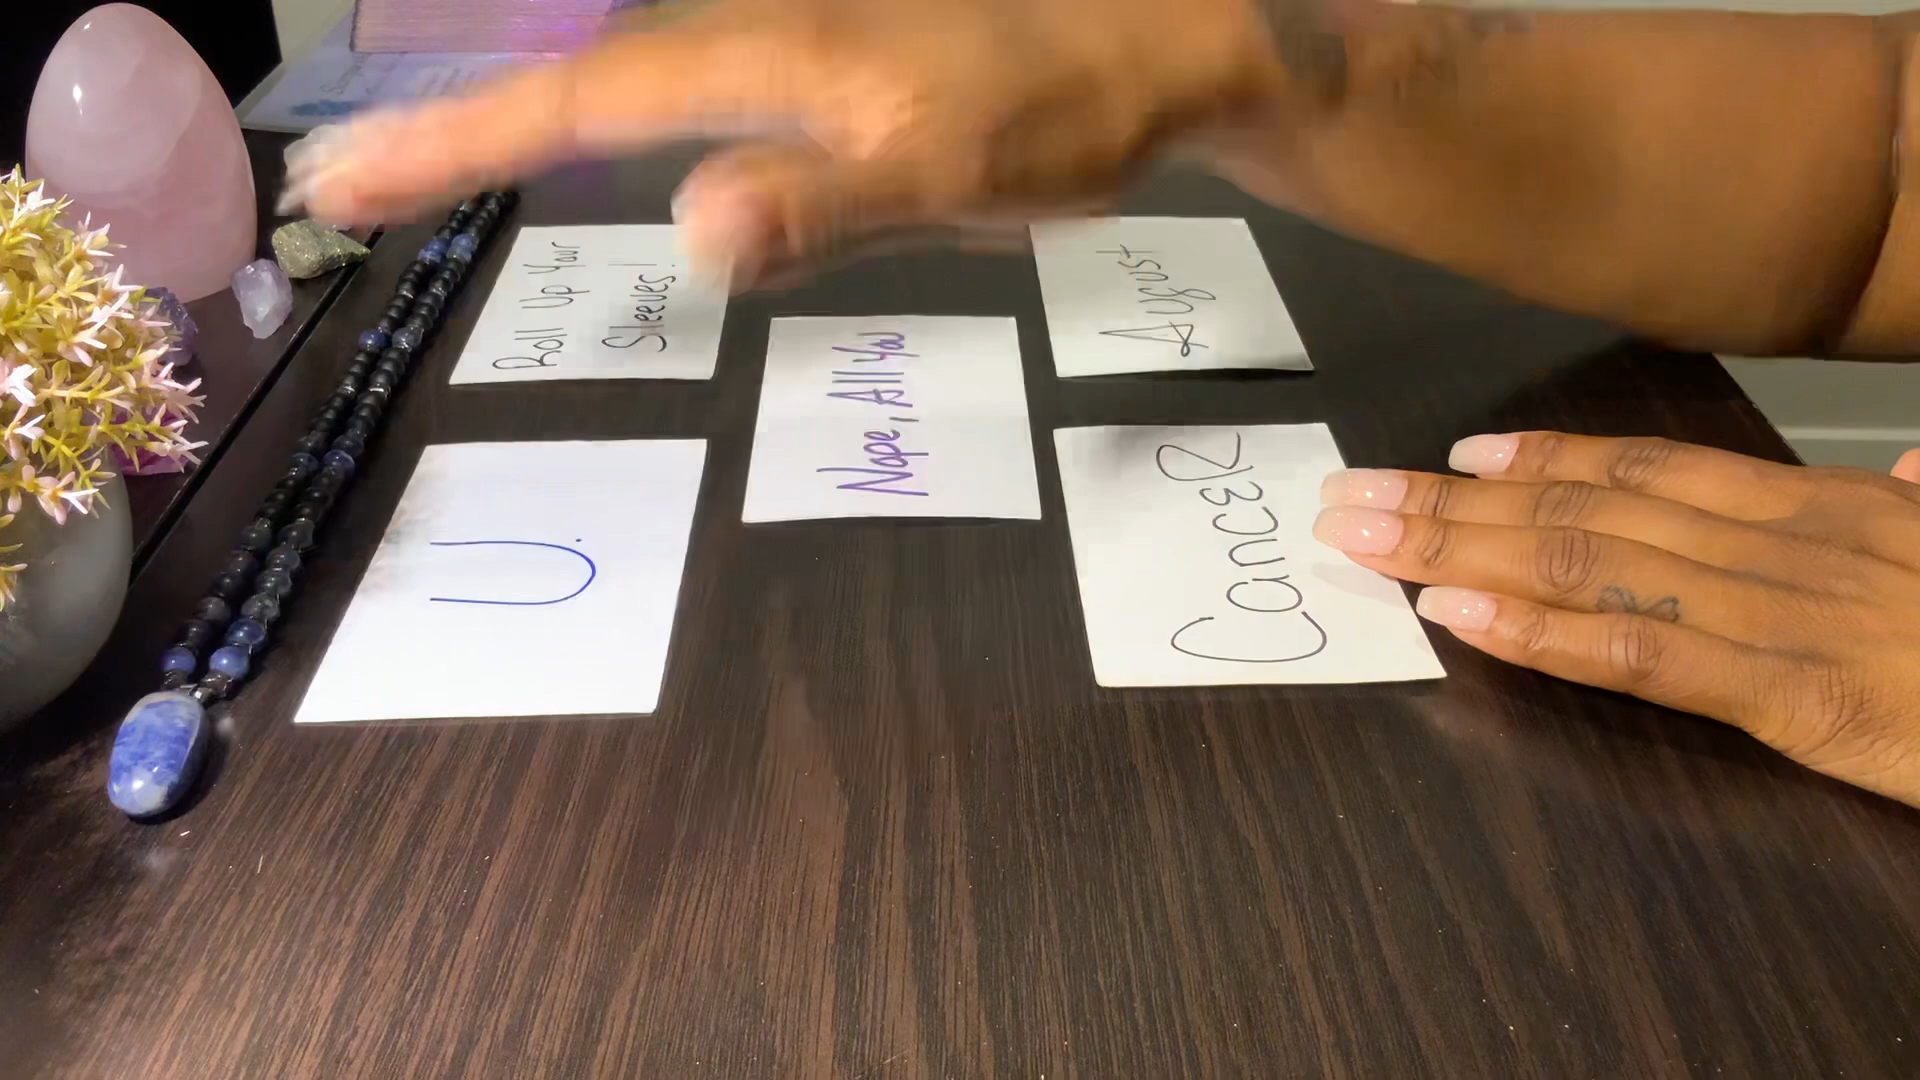 Roll Up Your
Sleeves!
August
Nope, All You
U.
CancER